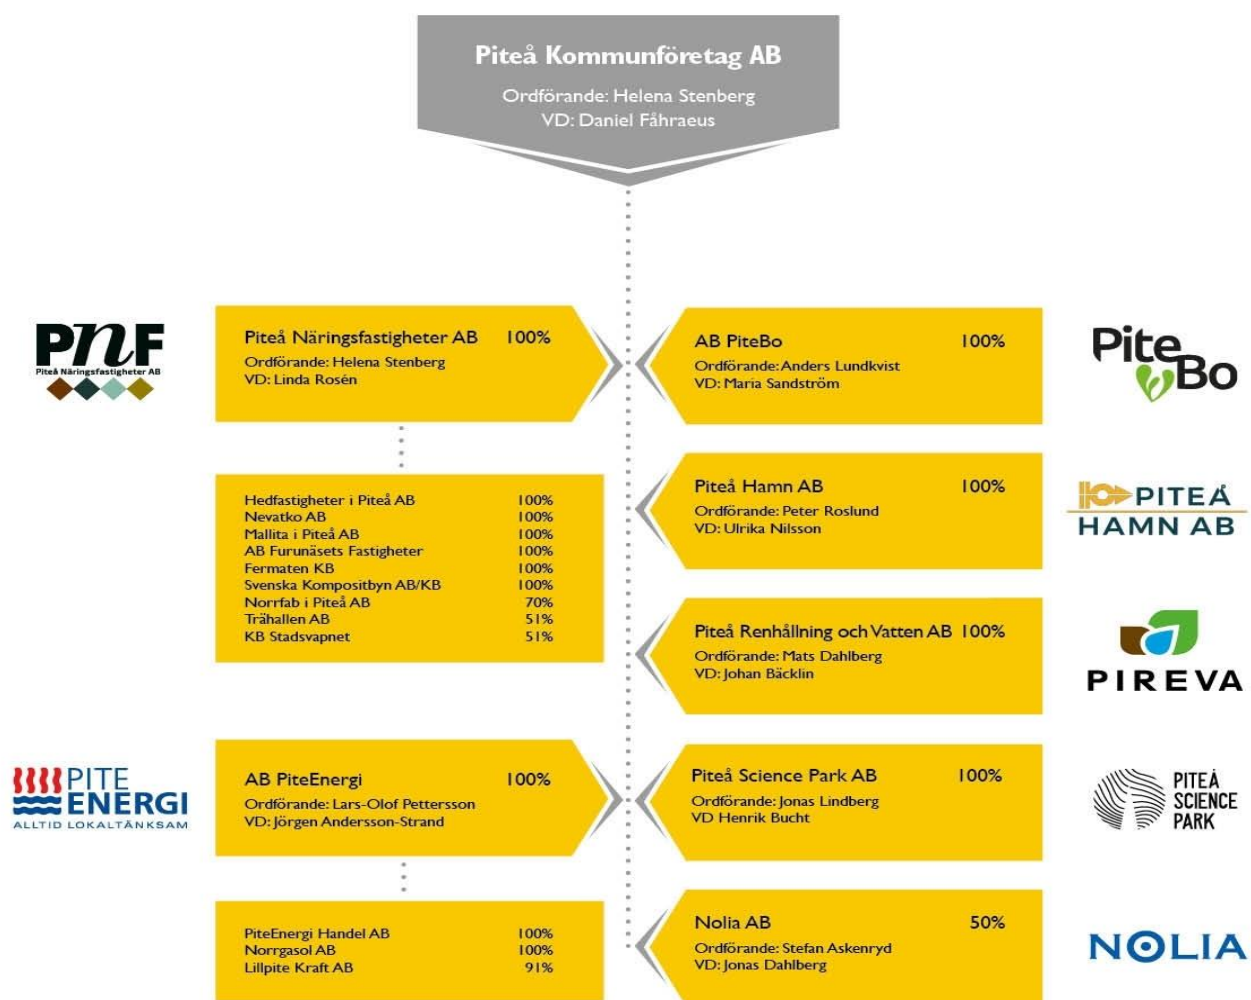 Piteå Kommunföretag AB
Ordförande: Helena Stenberg
VD: Daniel Fåhraeus
PnF
Piteå Näringsfastigheter AB
Piteå Näringsfastigheter AB 100%
Ordförande: Helena Stenberg
VD: Linda Rosén
AB PiteBo 100%
Ordförande: Anders Lundkvist
VD: Maria Sandström
Pite
Bo
Hedfastigheter i Piteå AB 100%
Nevatko AB 100%
Mallita i Piteå AB 100%
AB Furunäsets Fastigheter 100%
Fermaten KB 100%
Svenska Kompositbyn AB/KB 100%
Norrfab i Piteå AB 70%
Trähallen AB 51%
KB Stadsvapnet 51%
Piteå Hamn AB 100%
Ordförande: Peter Roslund
VD: Ulrika Nilsson
PITEÅ
HAMN AB
Piteå Renhållning och Vatten AB 100%
Ordförande: Mats Dahlberg
VD: Johan Bäcklin
PIREVA
PITE
ENERGI
ALLTID LOKALTÄNKSAM
AB PiteEnergi 100%
Ordförande: Lars-Olof Pettersson
VD: Jörgen Andersson-Strand
Piteå Science Park AB 100%
Ordförande: Jonas Lindberg
VD Henrik Bucht
PITEÅ
SCIENCE
PARK
PiteEnergi Handel AB 100%
Norrgasol AB 100%
Lillpite Kraft AB 91%
Nolia AB 50%
Ordförande: Stefan Askenryd
VD: Jonas Dahlberg
NOLIA